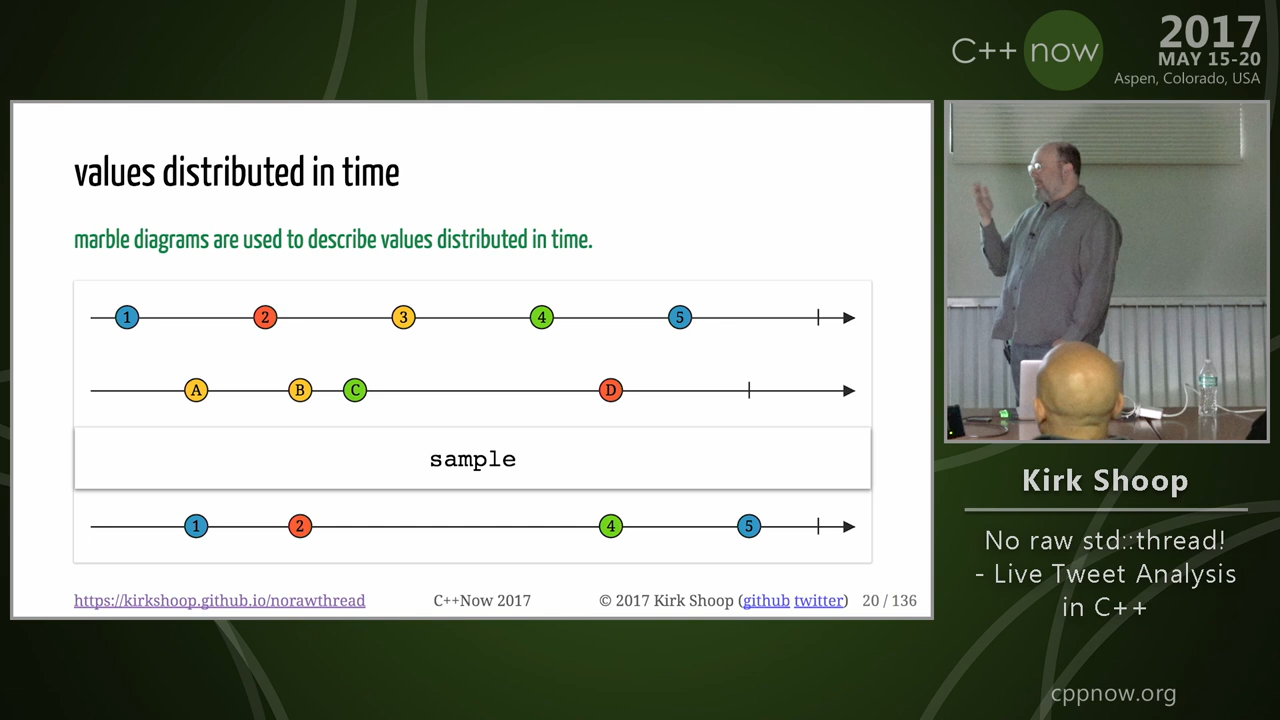 C++ now
2017
MAY 15-20
Aspen, Colorado, USA
values distributed in time
marble diagrams are used to describe values distributed in time.
1 2 3 4 5
A B C D
sample
1 2 4 5
https://kirkshoop.github.io/norawthread C++Now 2017 © 2017 Kirk Shoop (github twitter) 20 / 136
Kirk Shoop
No raw std::thread!
- Live Tweet Analysis
in C++
cppnow.org